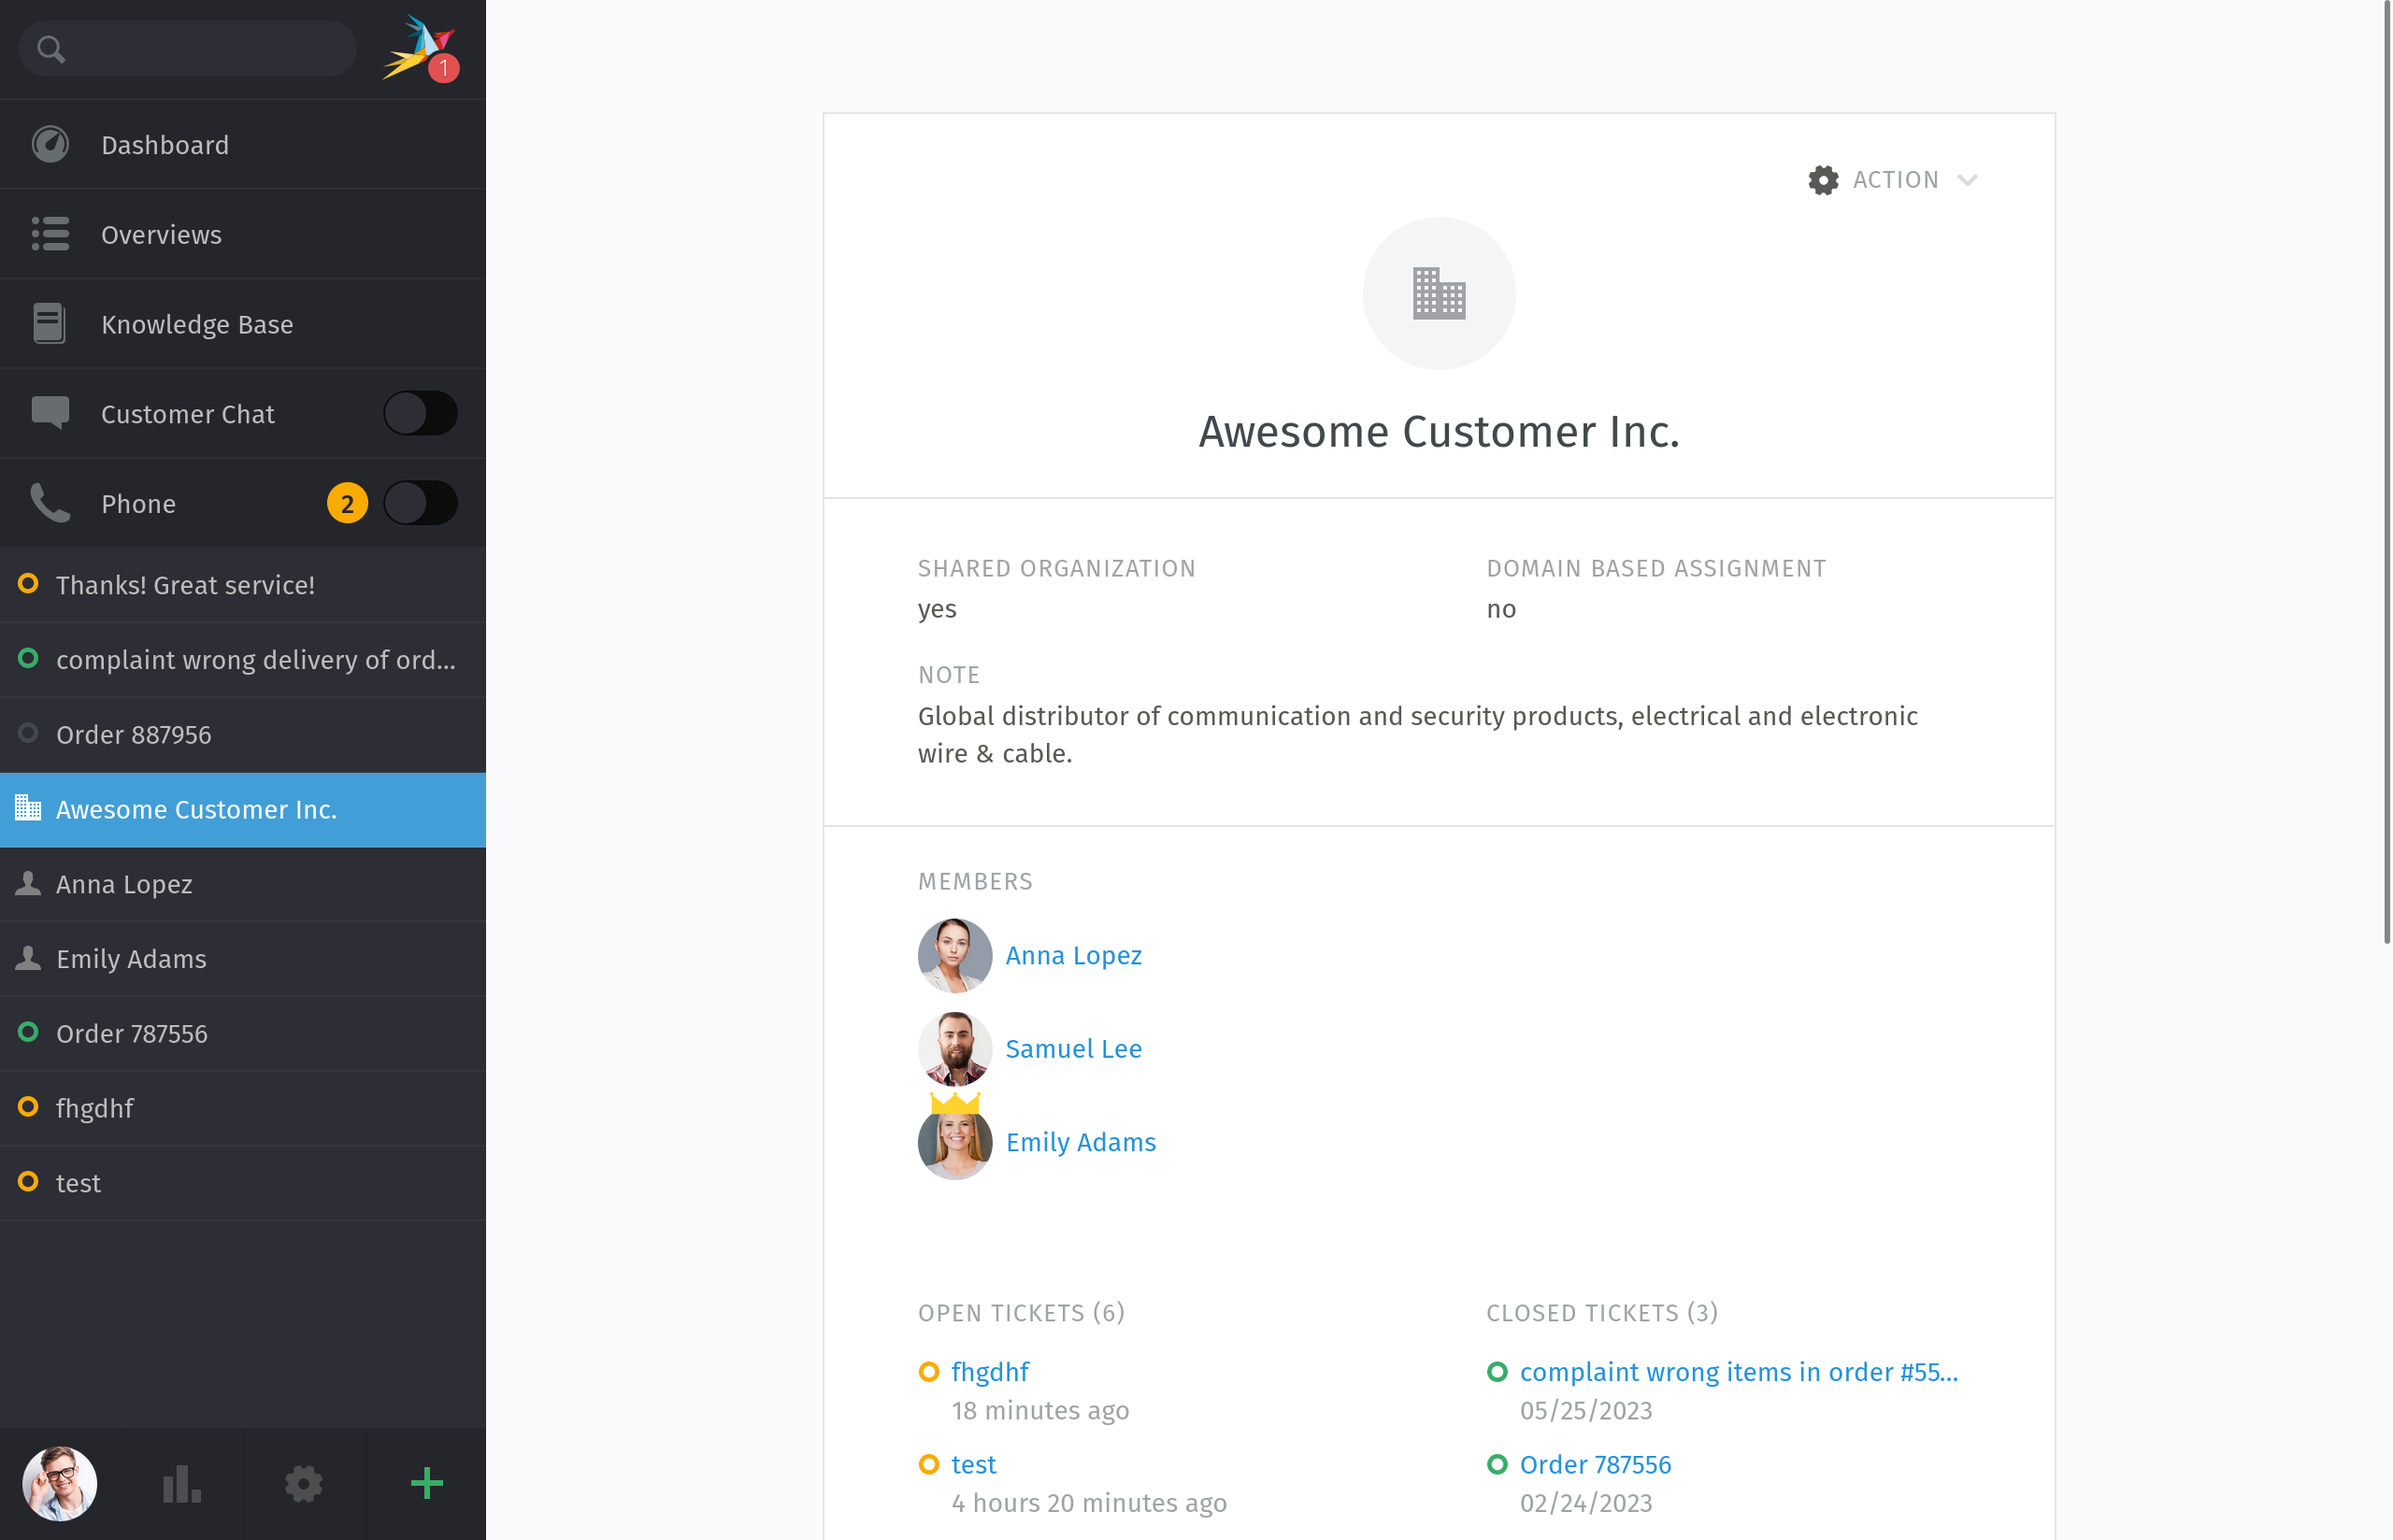 1
Dashboard
Overviews
Knowledge Base
Customer Chat
Phone 2
Thanks! Great service!
complaint wrong delivery of ord...
Order 887956
Awesome Customer Inc.
Anna Lopez
Emily Adams
Order 787556
fhgdhf
test
ACTION
Awesome Customer Inc.
SHARED ORGANIZATION
yes
DOMAIN BASED ASSIGNMENT
no
NOTE
Global distributor of communication and security products, electrical and electronic
wire & cable.
MEMBERS
Anna Lopez
Samuel Lee
Emily Adams
OPEN TICKETS (6)
fhgdhf
18 minutes ago
test
4 hours 20 minutes ago
CLOSED TICKETS (3)
complaint wrong items in order #55...
05/25/2023
Order 787556
02/24/2023